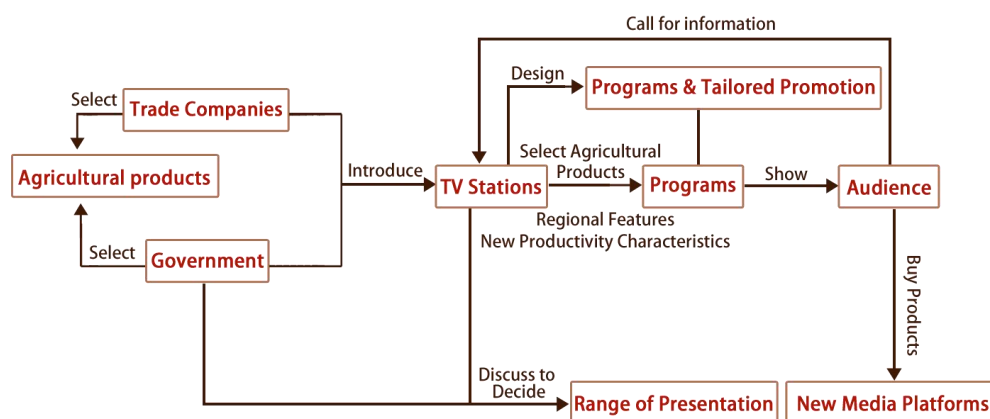 Call for information
Design
Programs & Tailored Promotion
Select
Trade Companies
Select Agricultural
Products
Introduce
Agricultural products
TV Stations
Programs
Show
Audience
Regional Features
New Productivity Characteristics
Select
Government
Buy Products
Discuss to
Decide
Range of Presentation
New Media Platforms